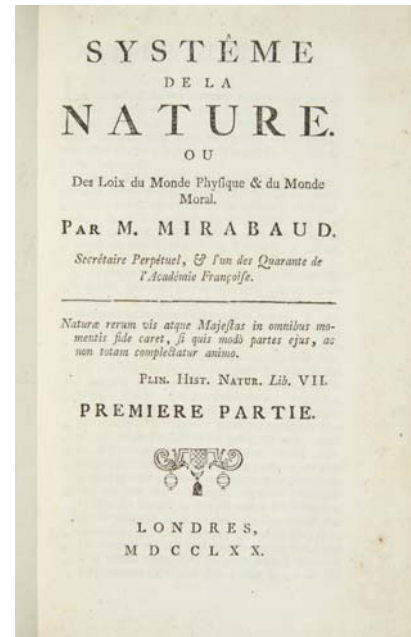 SYSTÊME
DE LA
NATURE.
OU
Des Loix du Monde Phyſique & du Monde
Moral.
PAR M. MIRABAUD.
Secrétaire Perpétuel, & l'un des Quarante de
l'Académie Françoiſe.
Naturæ rerum vis atque Majeſtas in omnibus mo-
mentis fide caret, ſi quis modò partes ejus, ac
non totam complectatur animo.
PLIN. HIST. NATUR. Lib. VII.
PREMIERE PARTIE.
LONDRES,
MDCCLXX.